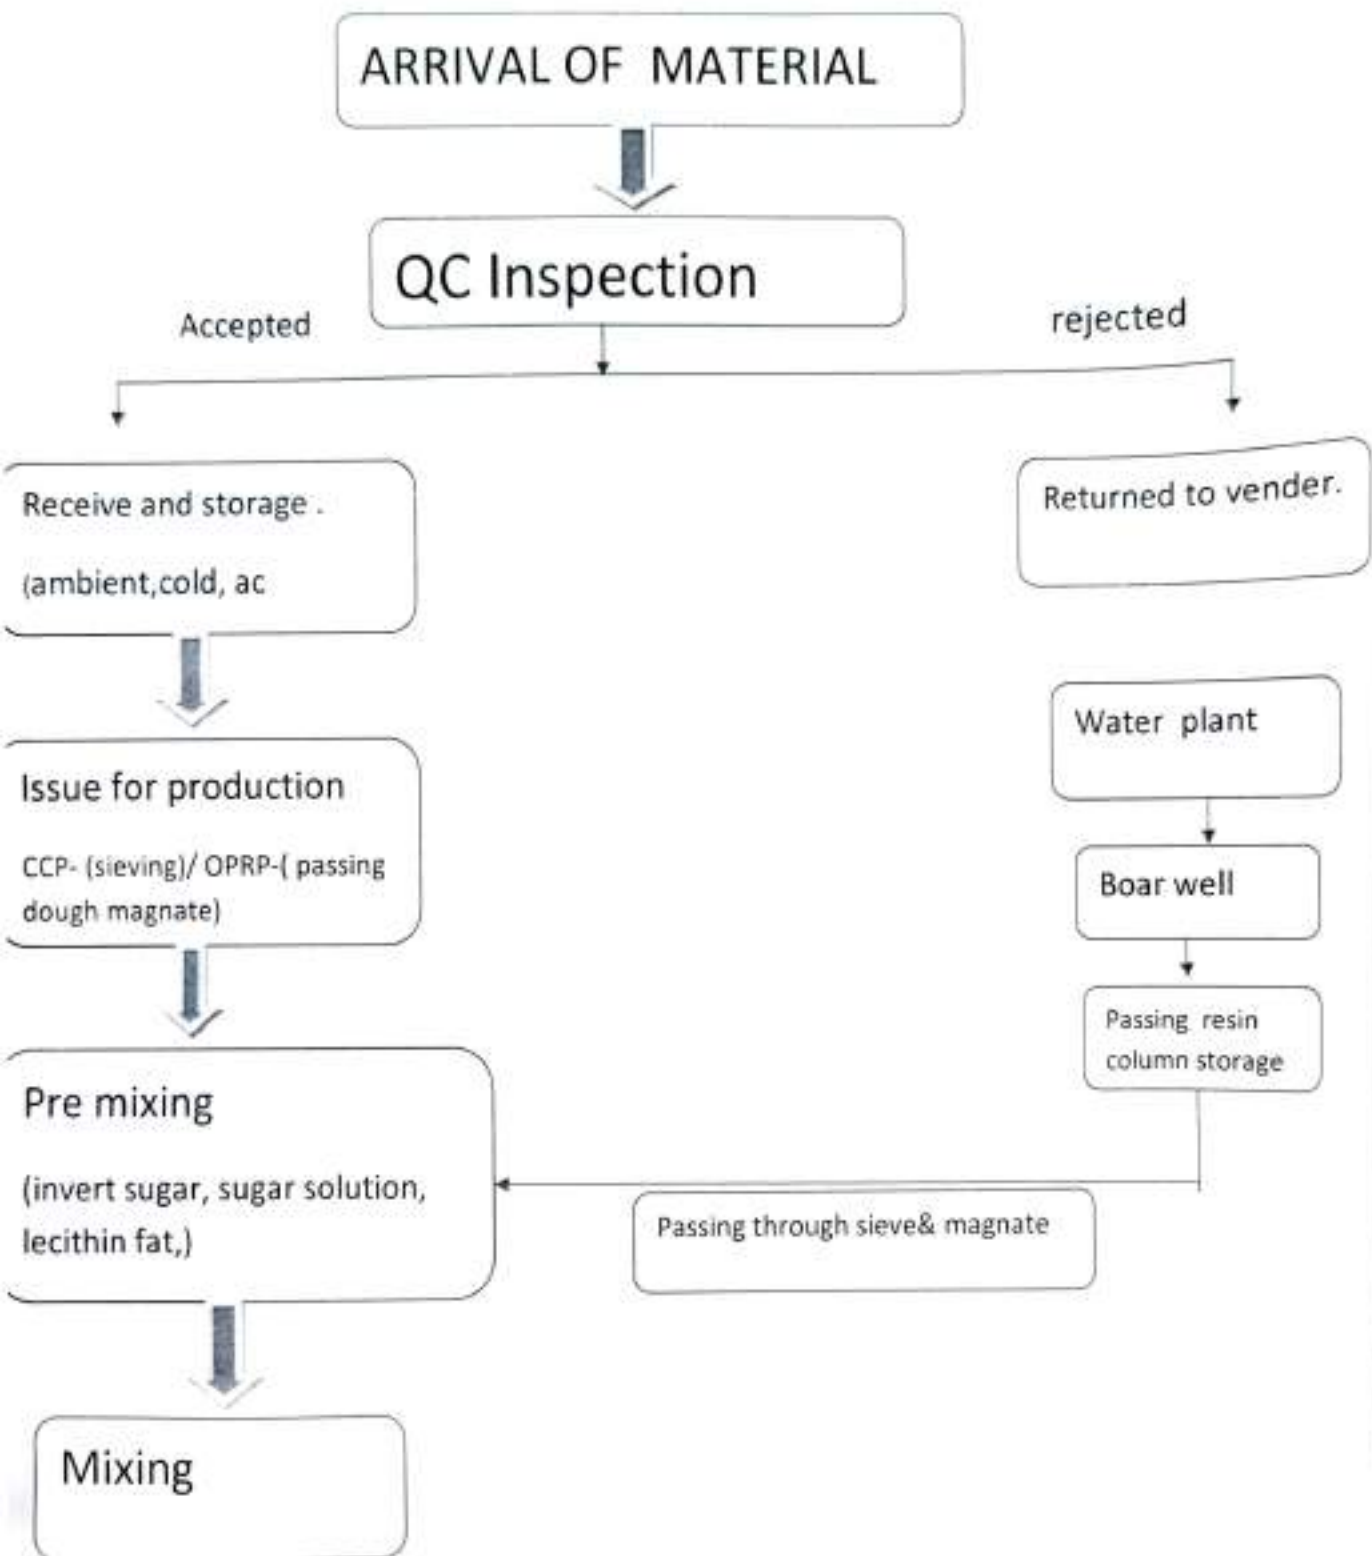 ARRIVAL OF MATERIAL
QC Inspection
Accepted
rejected
Receive and storage .
(ambient,cold, ac
Returned to vender.
Issue for production
CCP- (sieving)/ OPRP-( passing
dough magnate)
Water plant
Boar well
Passing resin
column storage
Pre mixing
(invert sugar, sugar solution,
lecithin fat,)
Passing through sieve& magnate
Mixing